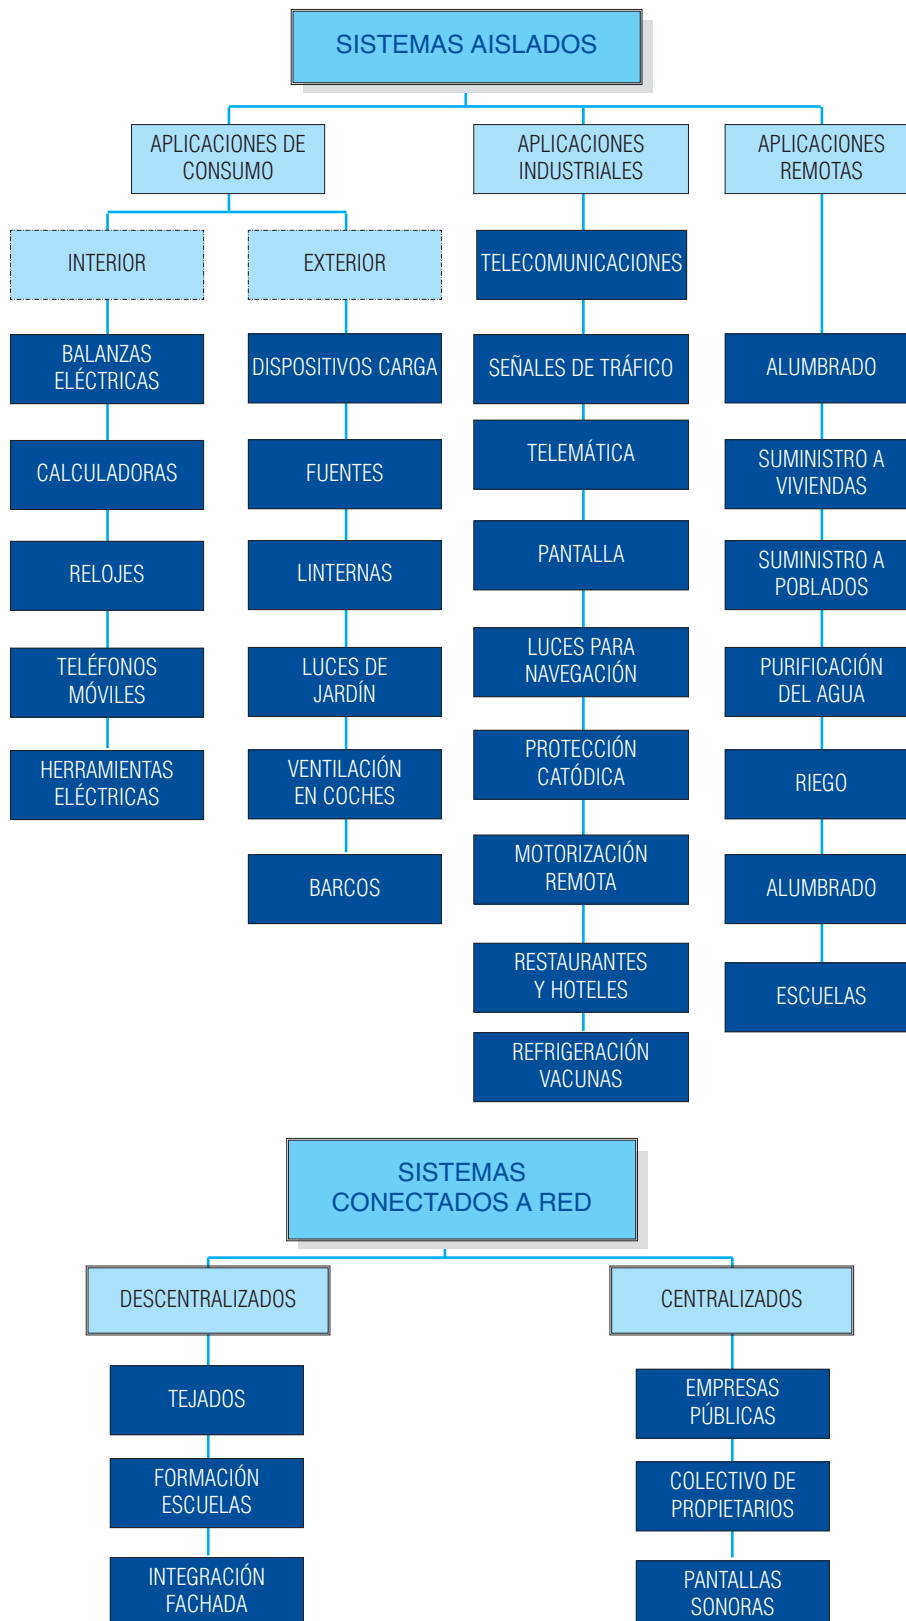 SISTEMAS AISLADOS
APLICACIONES DE
CONSUMO
INTERIOR
BALANZAS
ELÉCTRICAS
CALCULADORAS
RELOJES
TELÉFONOS
MÓVILES
HERRAMIENTAS
ELÉCTRICAS
EXTERIOR
DISPOSITIVOS CARGA
FUENTES
LINTERNAS
LUCES DE
JARDÍN
VENTILACIÓN
EN COCHES
BARCOS
APLICACIONES
INDUSTRIALES
TELECOMUNICACIONES
SEÑALES DE TRÁFICO
TELEMÁTICA
PANTALLA
LUCES PARA
NAVEGACIÓN
PROTECCIÓN
CATÓDICA
MOTORIZACIÓN
REMOTA
RESTAURANTES
Y HOTELES
REFRIGERACIÓN
VACUNAS
APLICACIONES
REMOTAS
ALUMBRADO
SUMINISTRO A
VIVIENDAS
SUMINISTRO A
POBLADOS
PURIFICACIÓN
DEL AGUA
RIEGO
ALUMBRADO
ESCUELAS
SISTEMAS
CONECTADOS A RED
DESCENTRALIZADOS
TEJADOS
FORMACIÓN
ESCUELAS
INTEGRACIÓN
FACHADA
CENTRALIZADOS
EMPRESAS
PÚBLICAS
COLECTIVO DE
PROPIETARIOS
PANTALLAS
SONORAS